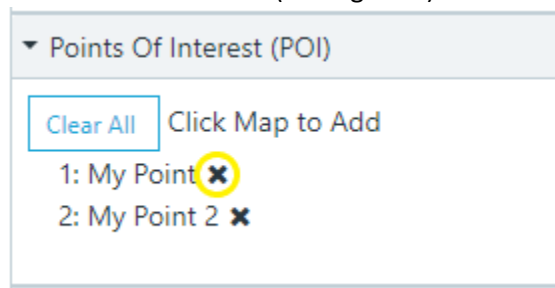 Points Of Interest (POI)
Clear All Click Map to Add
1: My Point ✖
2: My Point 2 ✖